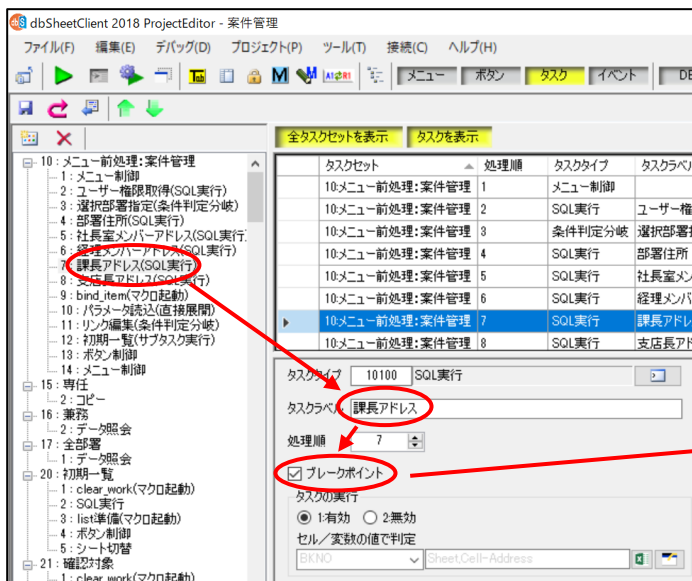 dbSheetClient 2018 ProjectEditor - 案件管理
ファイル(F) 編集(E) デバッグ(D) プロジェクト(P) ツール(T) 接続(C) ヘルプ(H)
Tab M A1⇄R1 メニュー ボタン タスク イベント DE
全タスクセットを表示 タスクを表示
10 : メニュー前処理:案件管理
1 : メニュー制御
2 : ユーザー権限取得(SQL実行)
3 : 選択部署指定(条件判定分岐)
4 : 部署住所(SQL実行)
5 : 社長室メンバーアドレス(SQL実行)
6 : 経理メンバーアドレス(SQL実行)
7 : 課長アドレス(SQL実行)
8 : 支店長アドレス(SQL実行)
9 : bind_item(マクロ起動)
10 : パラメータ読込(直接展開)
11 : リンク編集(条件判定分岐)
12 : 初期一覧(サブタスク実行)
13 : ボタン制御
14 : メニュー制御
15 : 専任
2 : コピー
16 : 兼務
2 : データ照会
17 : 全部署
1 : データ照会
20 : 初期一覧
1 : clear_work(マクロ起動)
2 : SQL実行
3 : list準備(マクロ起動)
4 : ボタン制御
5 : シート切替
21 : 確認対象
1 : clear_work(マクロ起動)
タスクセット 処理順 タスクタイプ タスクラベル
10:メニュー前処理:案件管理 1 メニュー制御
10:メニュー前処理:案件管理 2 SQL実行 ユーザー権
10:メニュー前処理:案件管理 3 条件判定分岐 選択部署指
10:メニュー前処理:案件管理 4 SQL実行 部署住所
10:メニュー前処理:案件管理 5 SQL実行 社長室メン
10:メニュー前処理:案件管理 6 SQL実行 経理メンバ
10:メニュー前処理:案件管理 7 SQL実行 課長アドレ
10:メニュー前処理:案件管理 8 SQL実行 支店長アド
タスクタイプ 10100 SQL実行
タスクラベル 課長アドレス
処理順 7
ブレークポイント
タスクの実行
1:有効 2:無効
セル／変数の値で判定
BKNO Sheet,Cell-Address